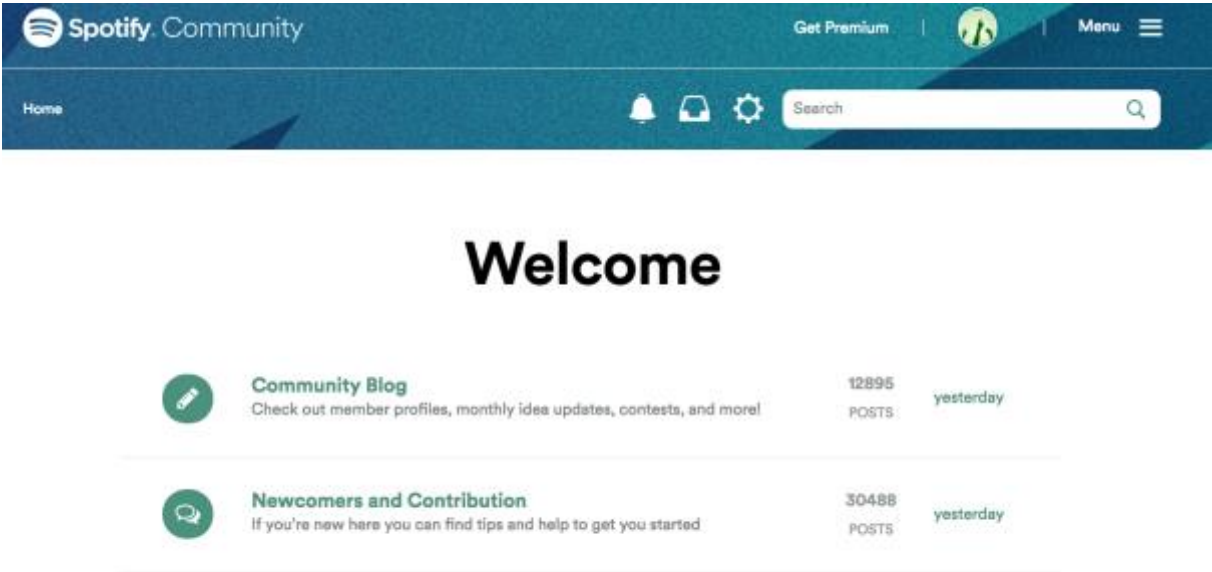 Spotify Community
Get Premium
Menu
Home
Search
Welcome
Community Blog
Check out member profiles, monthly idea updates, contests, and more!
12895
POSTS
yesterday
Newcomers and Contribution
If you're new here you can find tips and help to get you started
30488
POSTS
yesterday